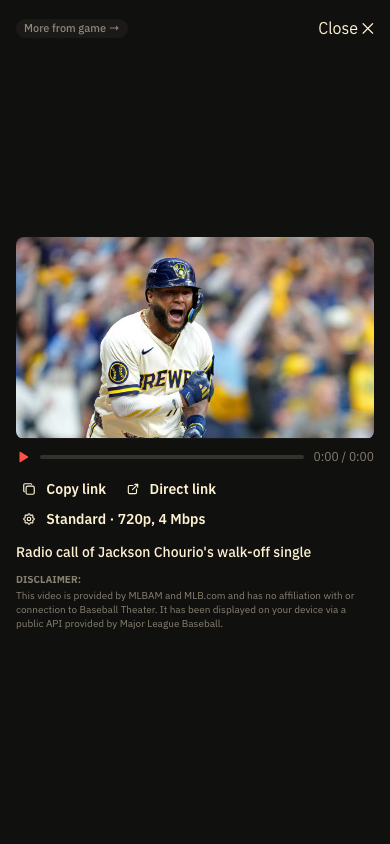 More from game →
Close ×
BREWE
0:00 / 0:00
Copy link
Direct link
Standard · 720p, 4 Mbps
Radio call of Jackson Chourio's walk-off single
DISCLAIMER:
This video is provided by MLBAM and MLB.com and has no affiliation with or
connection to Baseball Theater. It has been displayed on your device via a
public API provided by Major League Baseball.